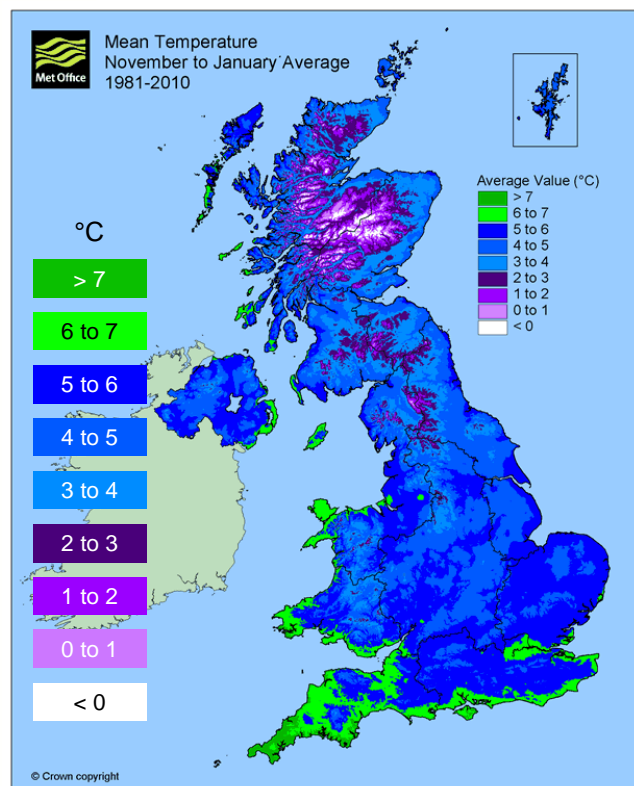 Met Office
Mean Temperature
November to January Average
1981-2010
Average Value (°C)
> 7
6 to 7
5 to 6
4 to 5
3 to 4
2 to 3
1 to 2
0 to 1
< 0
°C
> 7
6 to 7
5 to 6
4 to 5
3 to 4
2 to 3
1 to 2
0 to 1
< 0
© Crown copyright